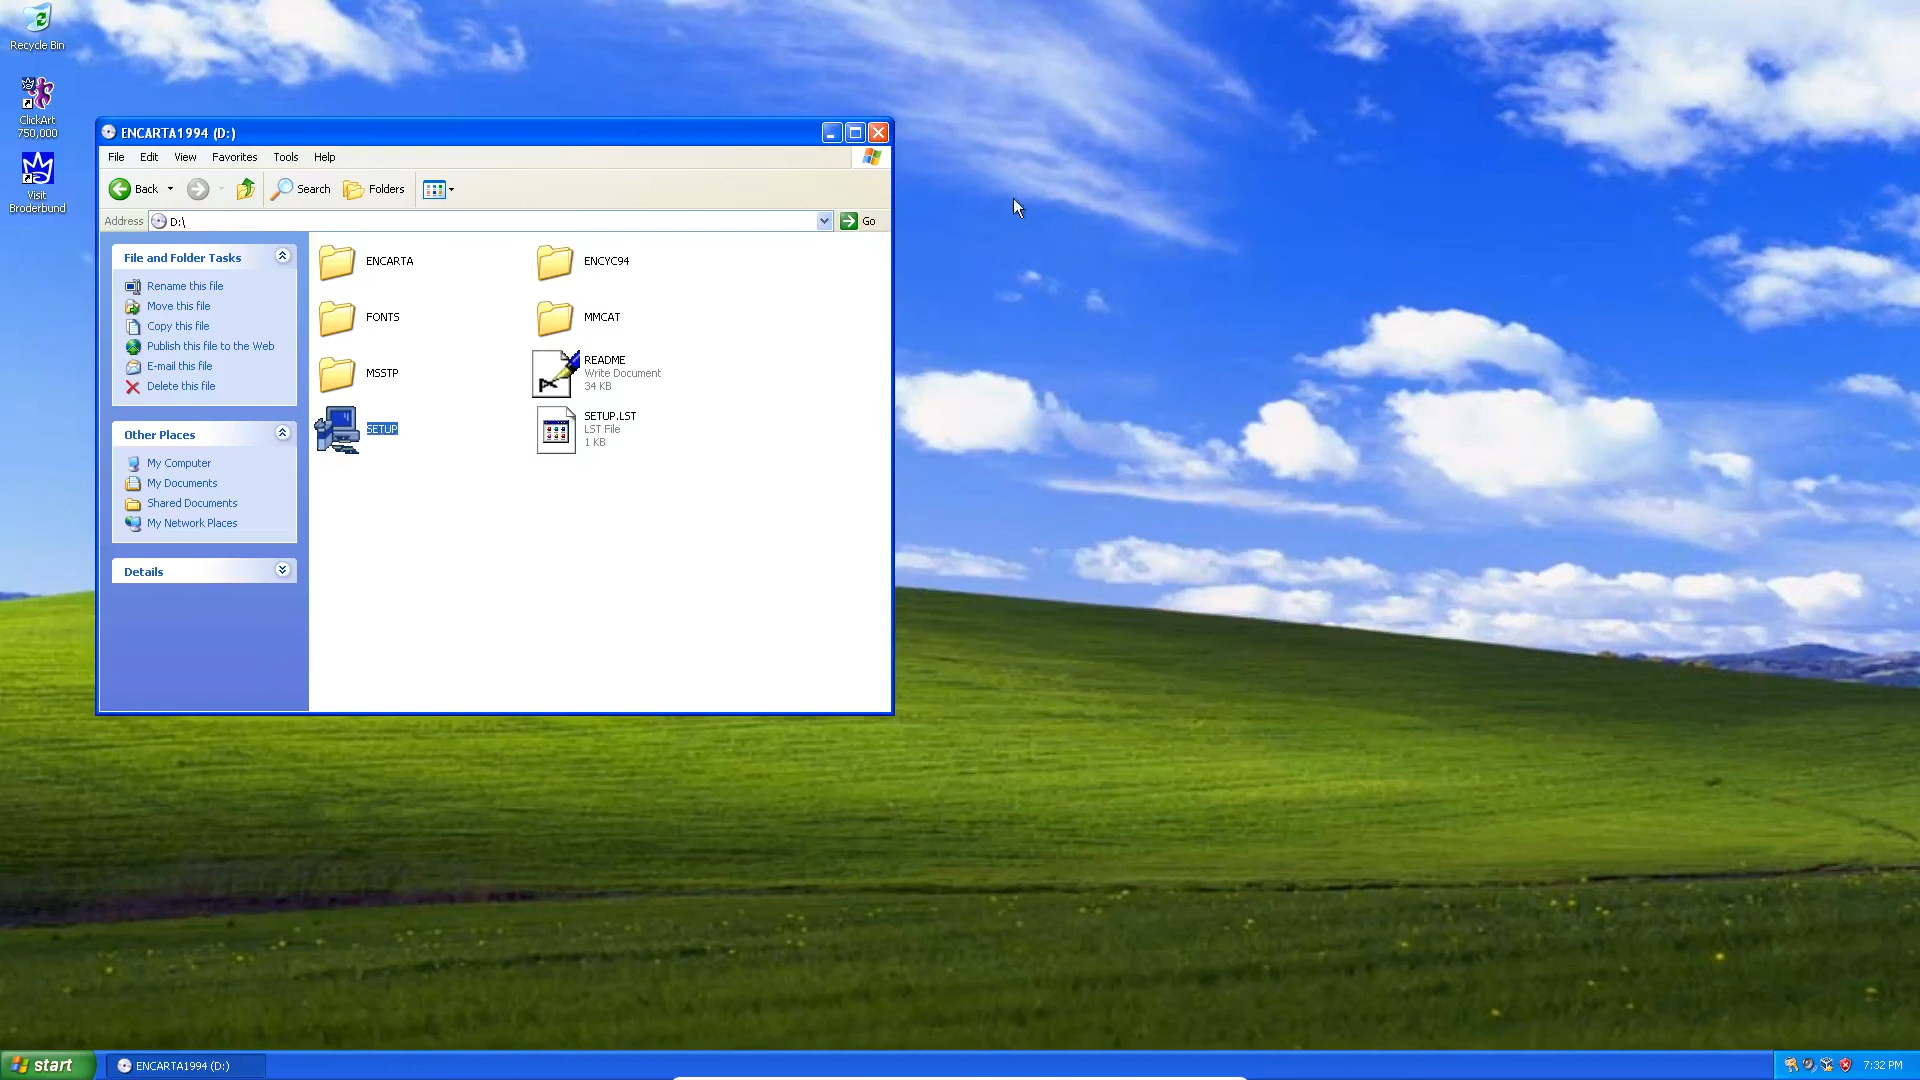 Recycle Bin
ClickArt
750,000
Visit
Broderbund
ENCARTA1994 (D:)
File Edit View Favorites Tools Help
Back Search Folders
Address D:\ Go
File and Folder Tasks
Rename this file
Move this file
Copy this file
Publish this file to the Web
E-mail this file
Delete this file
Other Places
My Computer
My Documents
Shared Documents
My Network Places
Details
ENCARTA
ENCYC94
FONTS
MMCAT
MSSTP
README
Write Document
34 KB
SETUP
SETUP.LST
LST File
1 KB
start ENCARTA1994 (D:) 7:32 PM